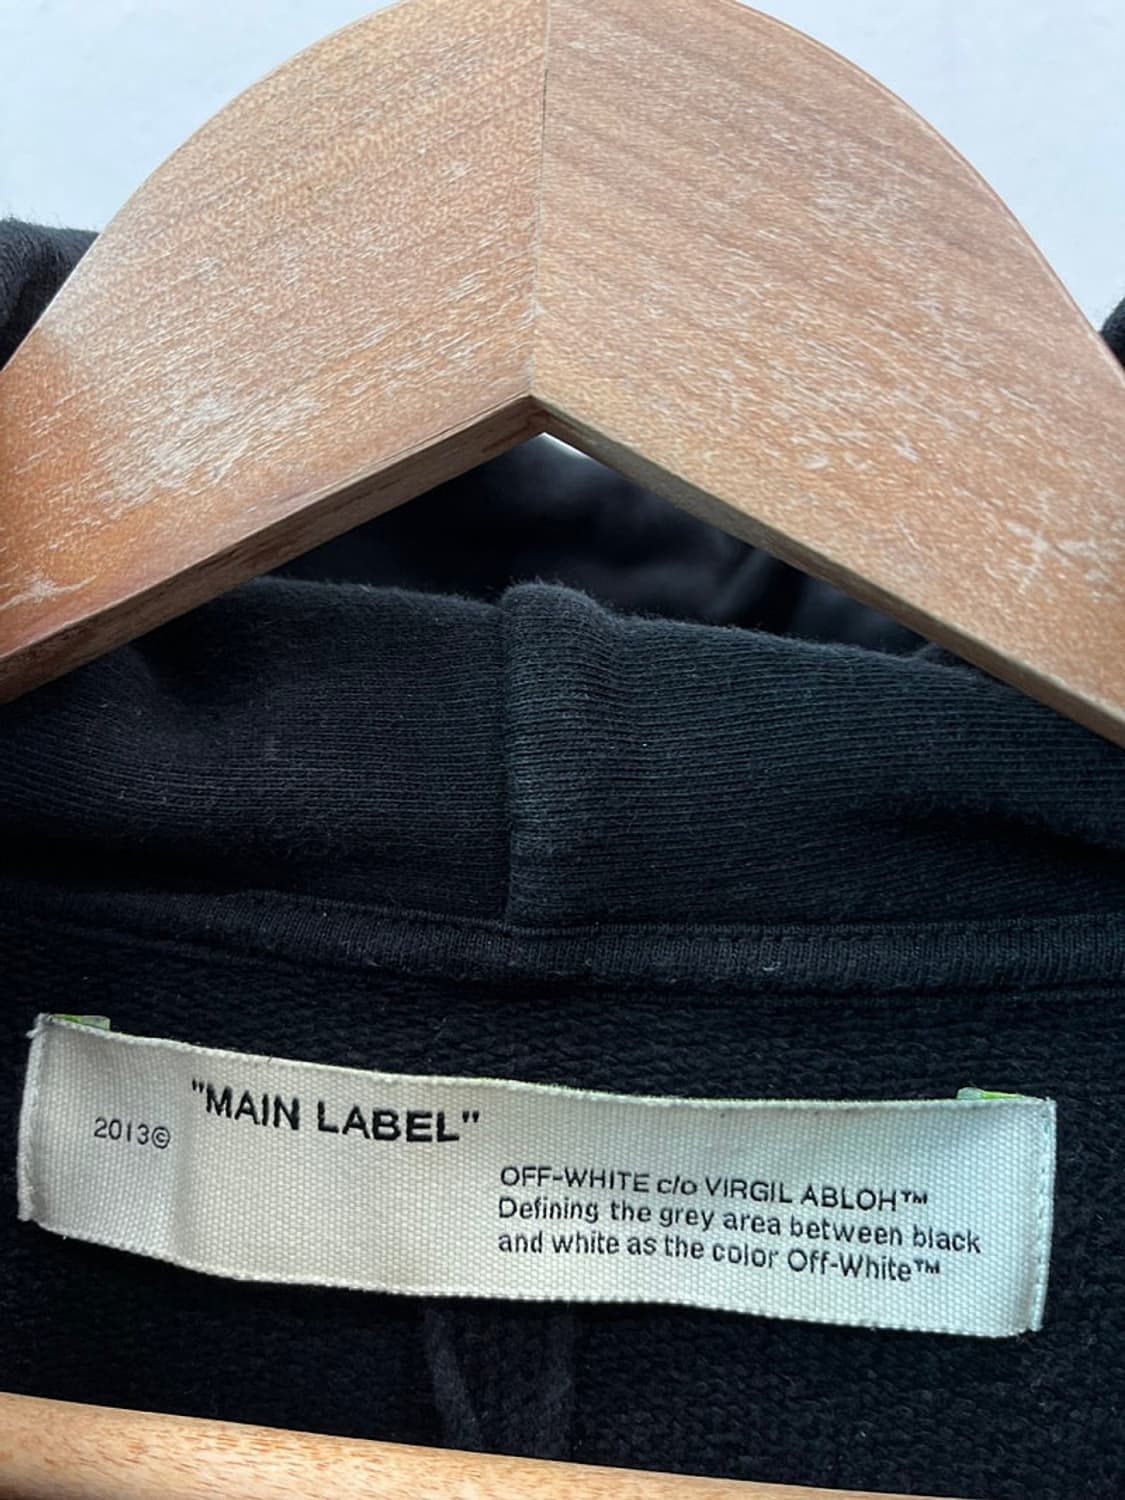 "MAIN LABEL"
2013©
OFF-WHITE c/o VIRGIL ABLOH™
Defining the grey area between black
and white as the color Off-White™